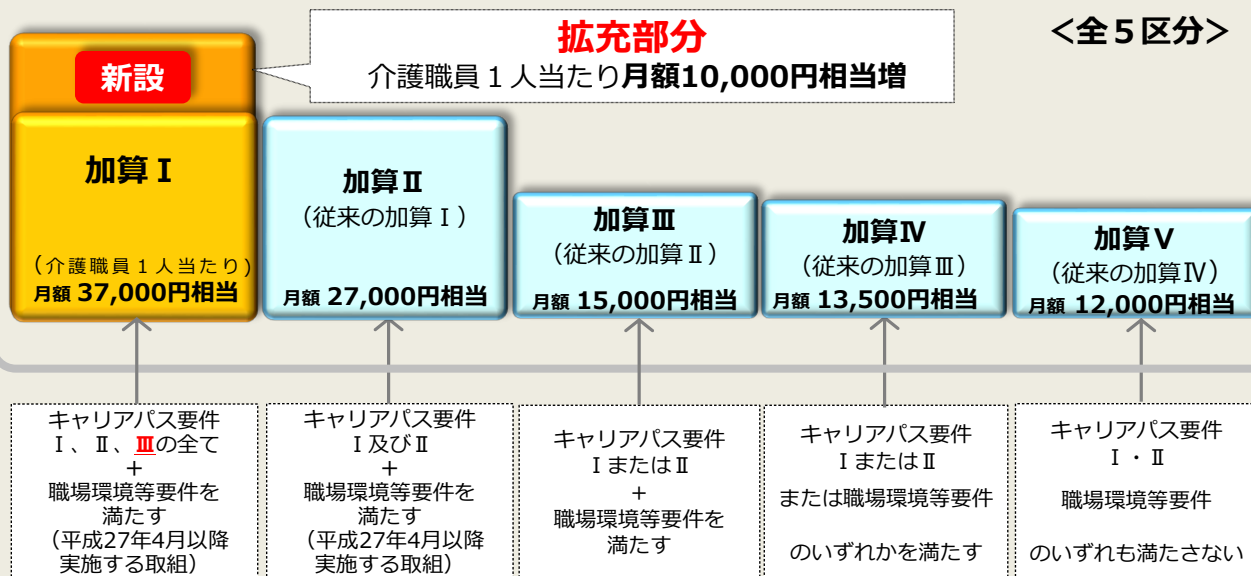 <全５区分>
拡充部分
介護職員１人当たり月額10,000円相当増
新設
加算Ⅰ
(介護職員１人当たり)
月額 37,000円相当
加算Ⅱ
(従来の加算Ⅰ)
月額 27,000円相当
加算Ⅲ
(従来の加算Ⅱ)
月額 15,000円相当
加算Ⅳ
(従来の加算Ⅲ)
月額 13,500円相当
加算Ⅴ
(従来の加算Ⅳ)
月額 12,000円相当
キャリアパス要件
Ⅰ、Ⅱ、Ⅲの全て
+
職場環境等要件を
満たす
(平成27年4月以降
実施する取組)
キャリアパス要件
Ⅰ及びⅡ
+
職場環境等要件を
満たす
(平成27年4月以降
実施する取組)
キャリアパス要件
ⅠまたはⅡ
+
職場環境等要件を
満たす
キャリアパス要件
ⅠまたはⅡ
または職場環境等要件
のいずれかを満たす
キャリアパス要件
Ⅰ・Ⅱ
職場環境等要件
のいずれも満たさない